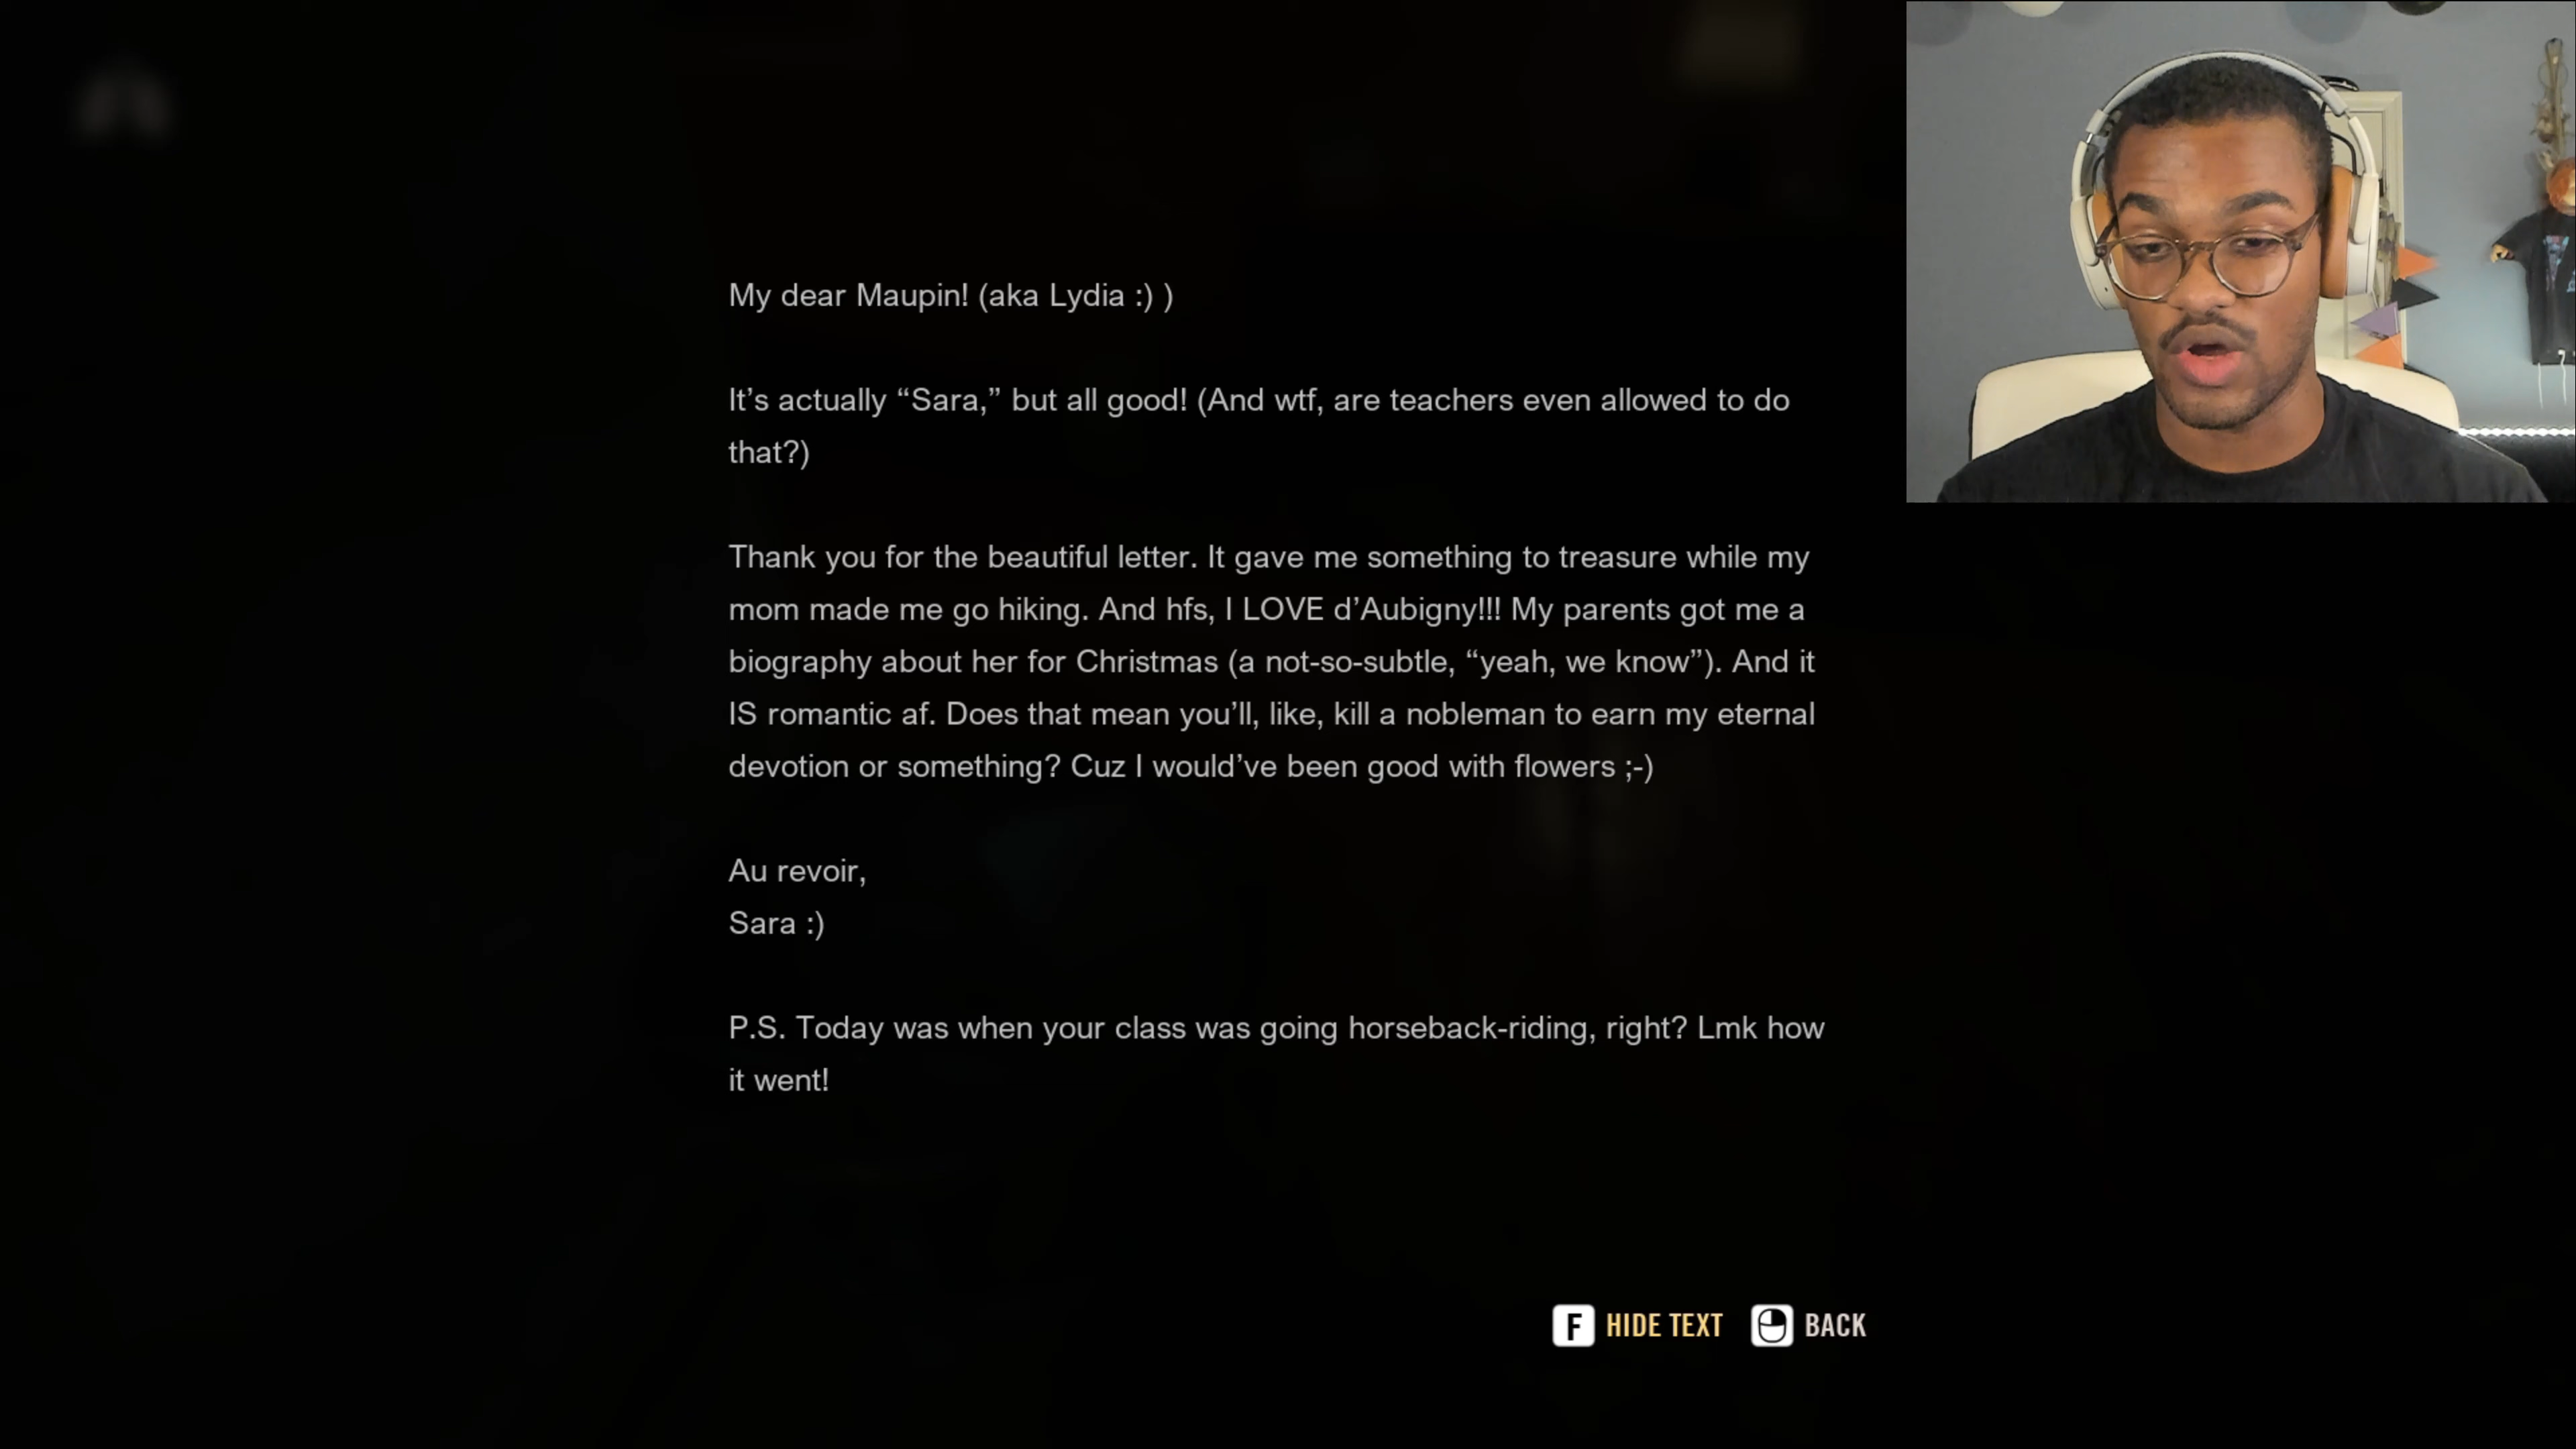 My dear Maupin! (aka Lydia :) )
It’s actually “Sara,” but all good! (And wtf, are teachers even allowed to do
that?)
Thank you for the beautiful letter. It gave me something to treasure while my
mom made me go hiking. And hfs, I LOVE d’Aubigny!!! My parents got me a
biography about her for Christmas (a not-so-subtle, “yeah, we know”). And it
IS romantic af. Does that mean you’ll, like, kill a nobleman to earn my eternal
devotion or something? Cuz I would’ve been good with flowers ;-)
Au revoir,
Sara :)
P.S. Today was when your class was going horseback-riding, right? Lmk how
it went!
F HIDE TEXT BACK